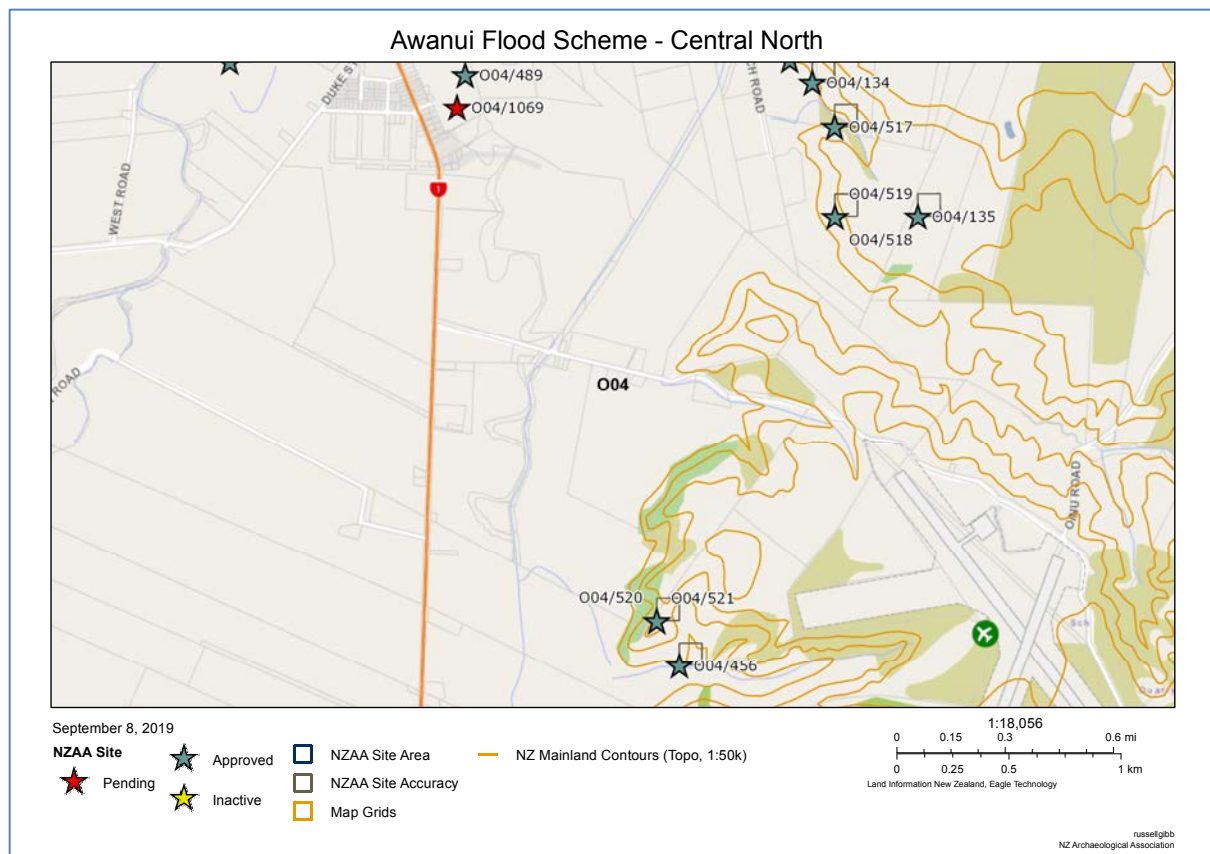 Awanui Flood Scheme - Central North
DUKE S
O04/489
O04/1069
CH ROAD
O04/134
O04/517
WEST ROAD
1
O04/519
O04/135
O04/518
ROAD
O04
OINU ROAD
O04/520
O04/521
O04/456
Sch
September 8, 2019
NZAA Site
Pending
Approved
Inactive
NZAA Site Area
NZAA Site Accuracy
Map Grids
NZ Mainland Contours (Topo, 1:50k)
1:18,056
0 0.15 0.3 0.6 mi
0 0.25 0.5 1 km
Land Information New Zealand, Eagle Technology
russellgibb
NZ Archaeological Association